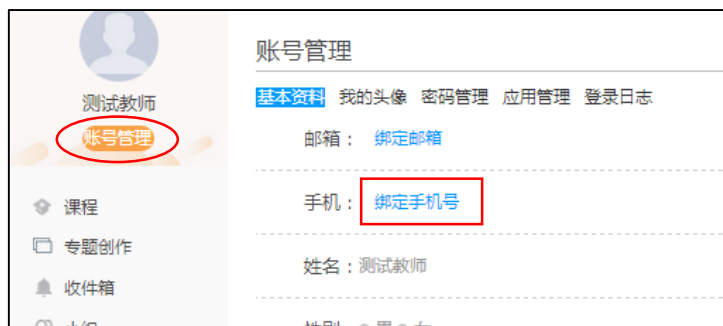 测试教师
账号管理
课程
专题创作
收件箱
账号管理
基本资料 我的头像 密码管理 应用管理 登录日志
邮箱： 绑定邮箱
手机： 绑定手机号
姓名：测试教师